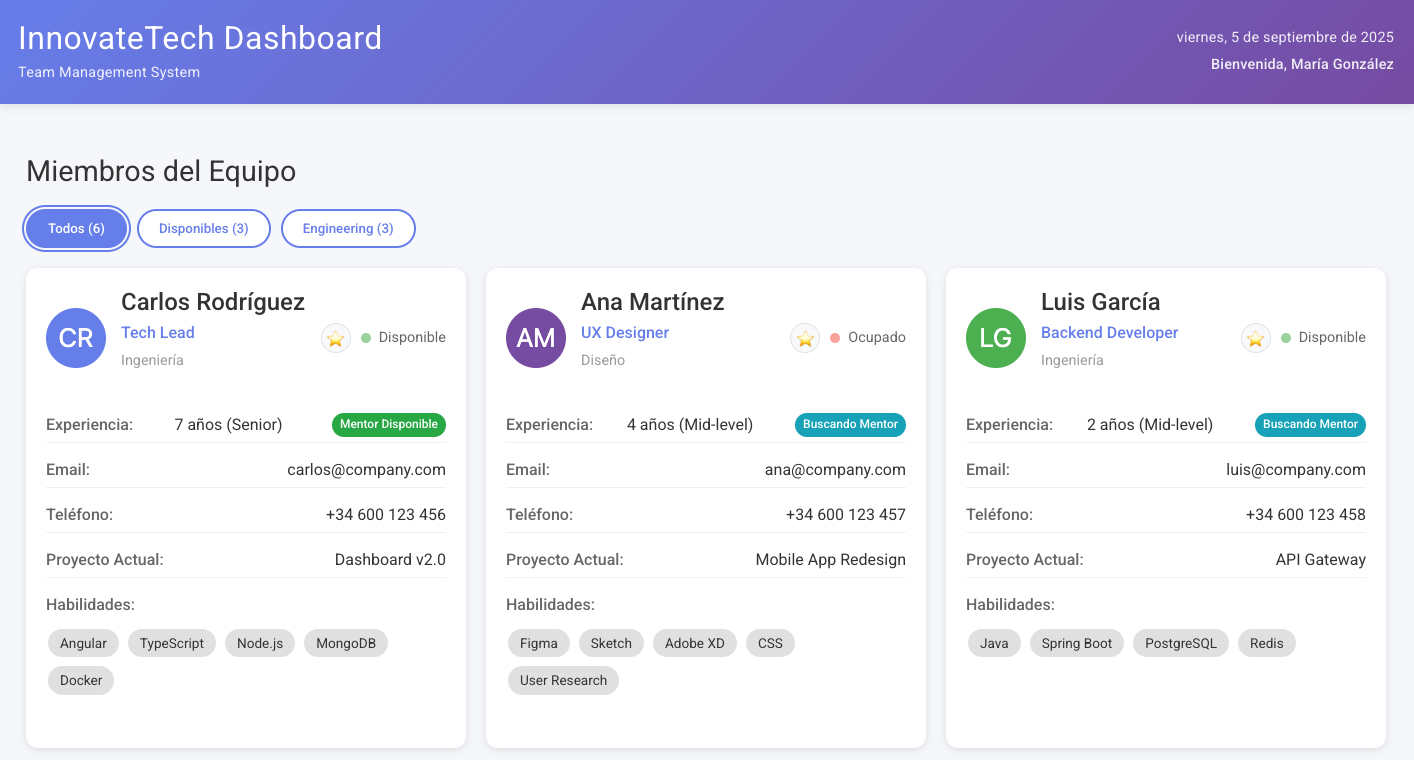 InnovateTech Dashboard
Team Management System
viernes, 5 de septiembre de 2025
Bienvenida, María González
Miembros del Equipo
Todos (6)
Disponibles (3)
Engineering (3)
CR
Carlos Rodríguez
Tech Lead
Ingeniería
Disponible
Experiencia: 7 años (Senior) Mentor Disponible
Email: carlos@company.com
Teléfono: +34 600 123 456
Proyecto Actual: Dashboard v2.0
Habilidades:
Angular TypeScript Node.js MongoDB
Docker
AM
Ana Martínez
UX Designer
Diseño
Ocupado
Experiencia: 4 años (Mid-level) Buscando Mentor
Email: ana@company.com
Teléfono: +34 600 123 457
Proyecto Actual: Mobile App Redesign
Habilidades:
Figma Sketch Adobe XD CSS
User Research
LG
Luis García
Backend Developer
Ingeniería
Disponible
Experiencia: 2 años (Mid-level) Buscando Mentor
Email: luis@company.com
Teléfono: +34 600 123 458
Proyecto Actual: API Gateway
Habilidades:
Java Spring Boot PostgreSQL Redis